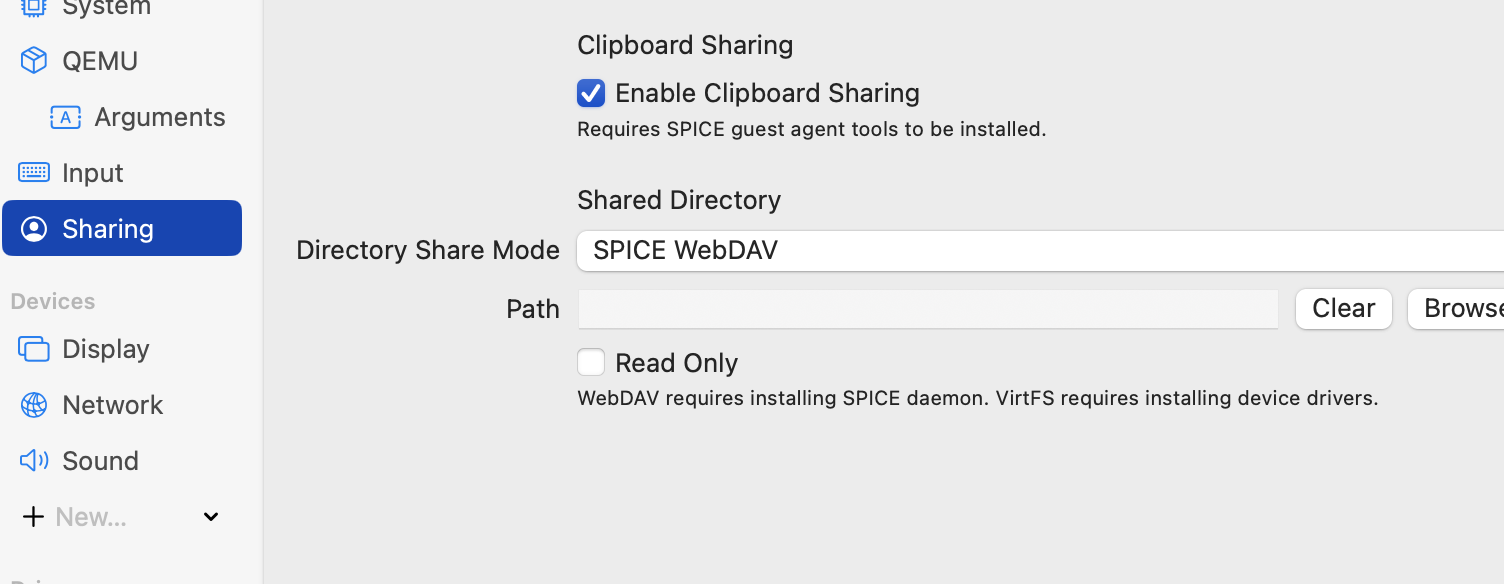 System
QEMU
A
Arguments
Input
Sharing
Devices
Display
Network
Sound
New...
Clipboard Sharing
Enable Clipboard Sharing
Requires SPICE guest agent tools to be installed.
Shared Directory
Directory Share Mode
SPICE WebDAV
Path
Clear
Browse
Read Only
WebDAV requires installing SPICE daemon. VirtFS requires installing device drivers.